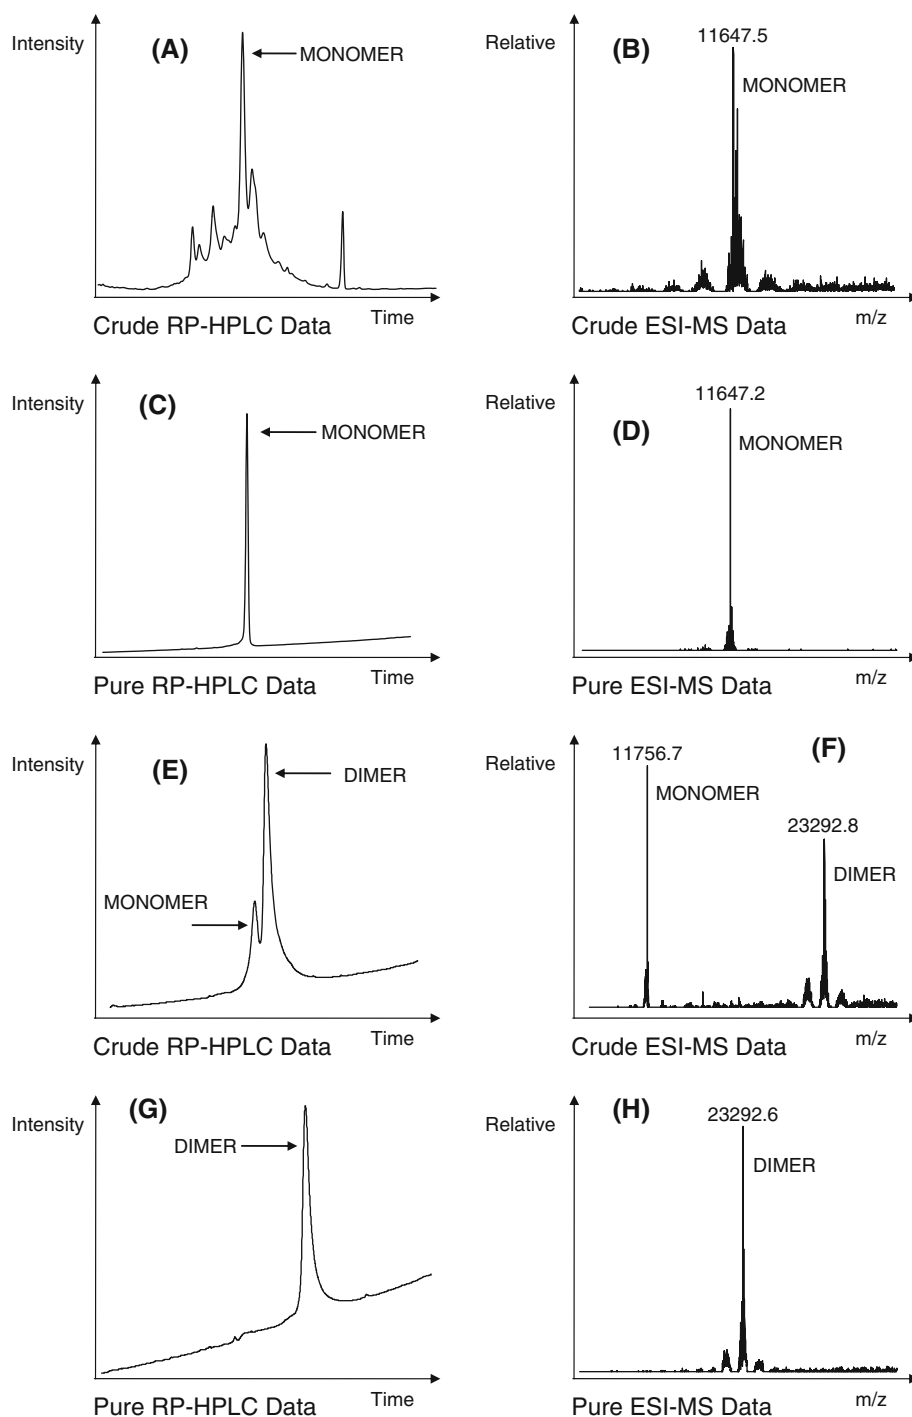 Intensity
(A)
MONOMER
Crude RP-HPLC Data
Time
Relative
(B)
11647.5
MONOMER
Crude ESI-MS Data
m/z
Intensity
(C)
MONOMER
Pure RP-HPLC Data
Time
Relative
(D)
11647.2
MONOMER
Pure ESI-MS Data
m/z
Intensity
(E)
DIMER
MONOMER
Crude RP-HPLC Data
Time
Relative
(F)
11756.7
MONOMER
23292.8
DIMER
Crude ESI-MS Data
m/z
Intensity
(G)
DIMER
Pure RP-HPLC Data
Time
Relative
(H)
23292.6
DIMER
Pure ESI-MS Data
m/z